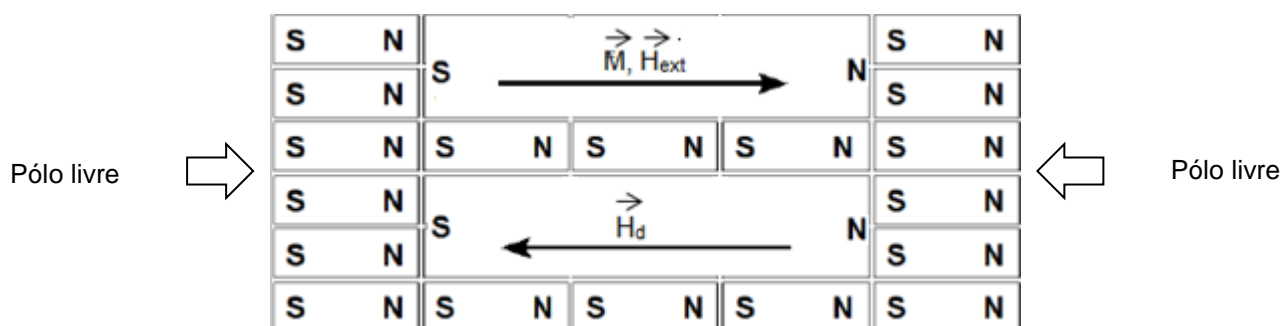 S N S M, Hext N S N
S N S N
Pólo livre S N S N S N S N S N Pólo livre
S N S Hd N S N
S N S N
S N S N S N S N S N